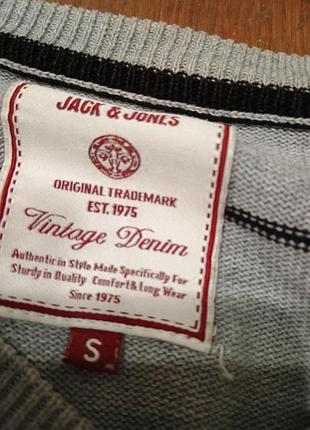 JACK & JONES
ORIGINAL TRADEMARK
EST. 1975
Vintage Denim
Authentic in Style Made Specifically For
Sturdy in Quality Comfort & Long Wear
Since 1975
S